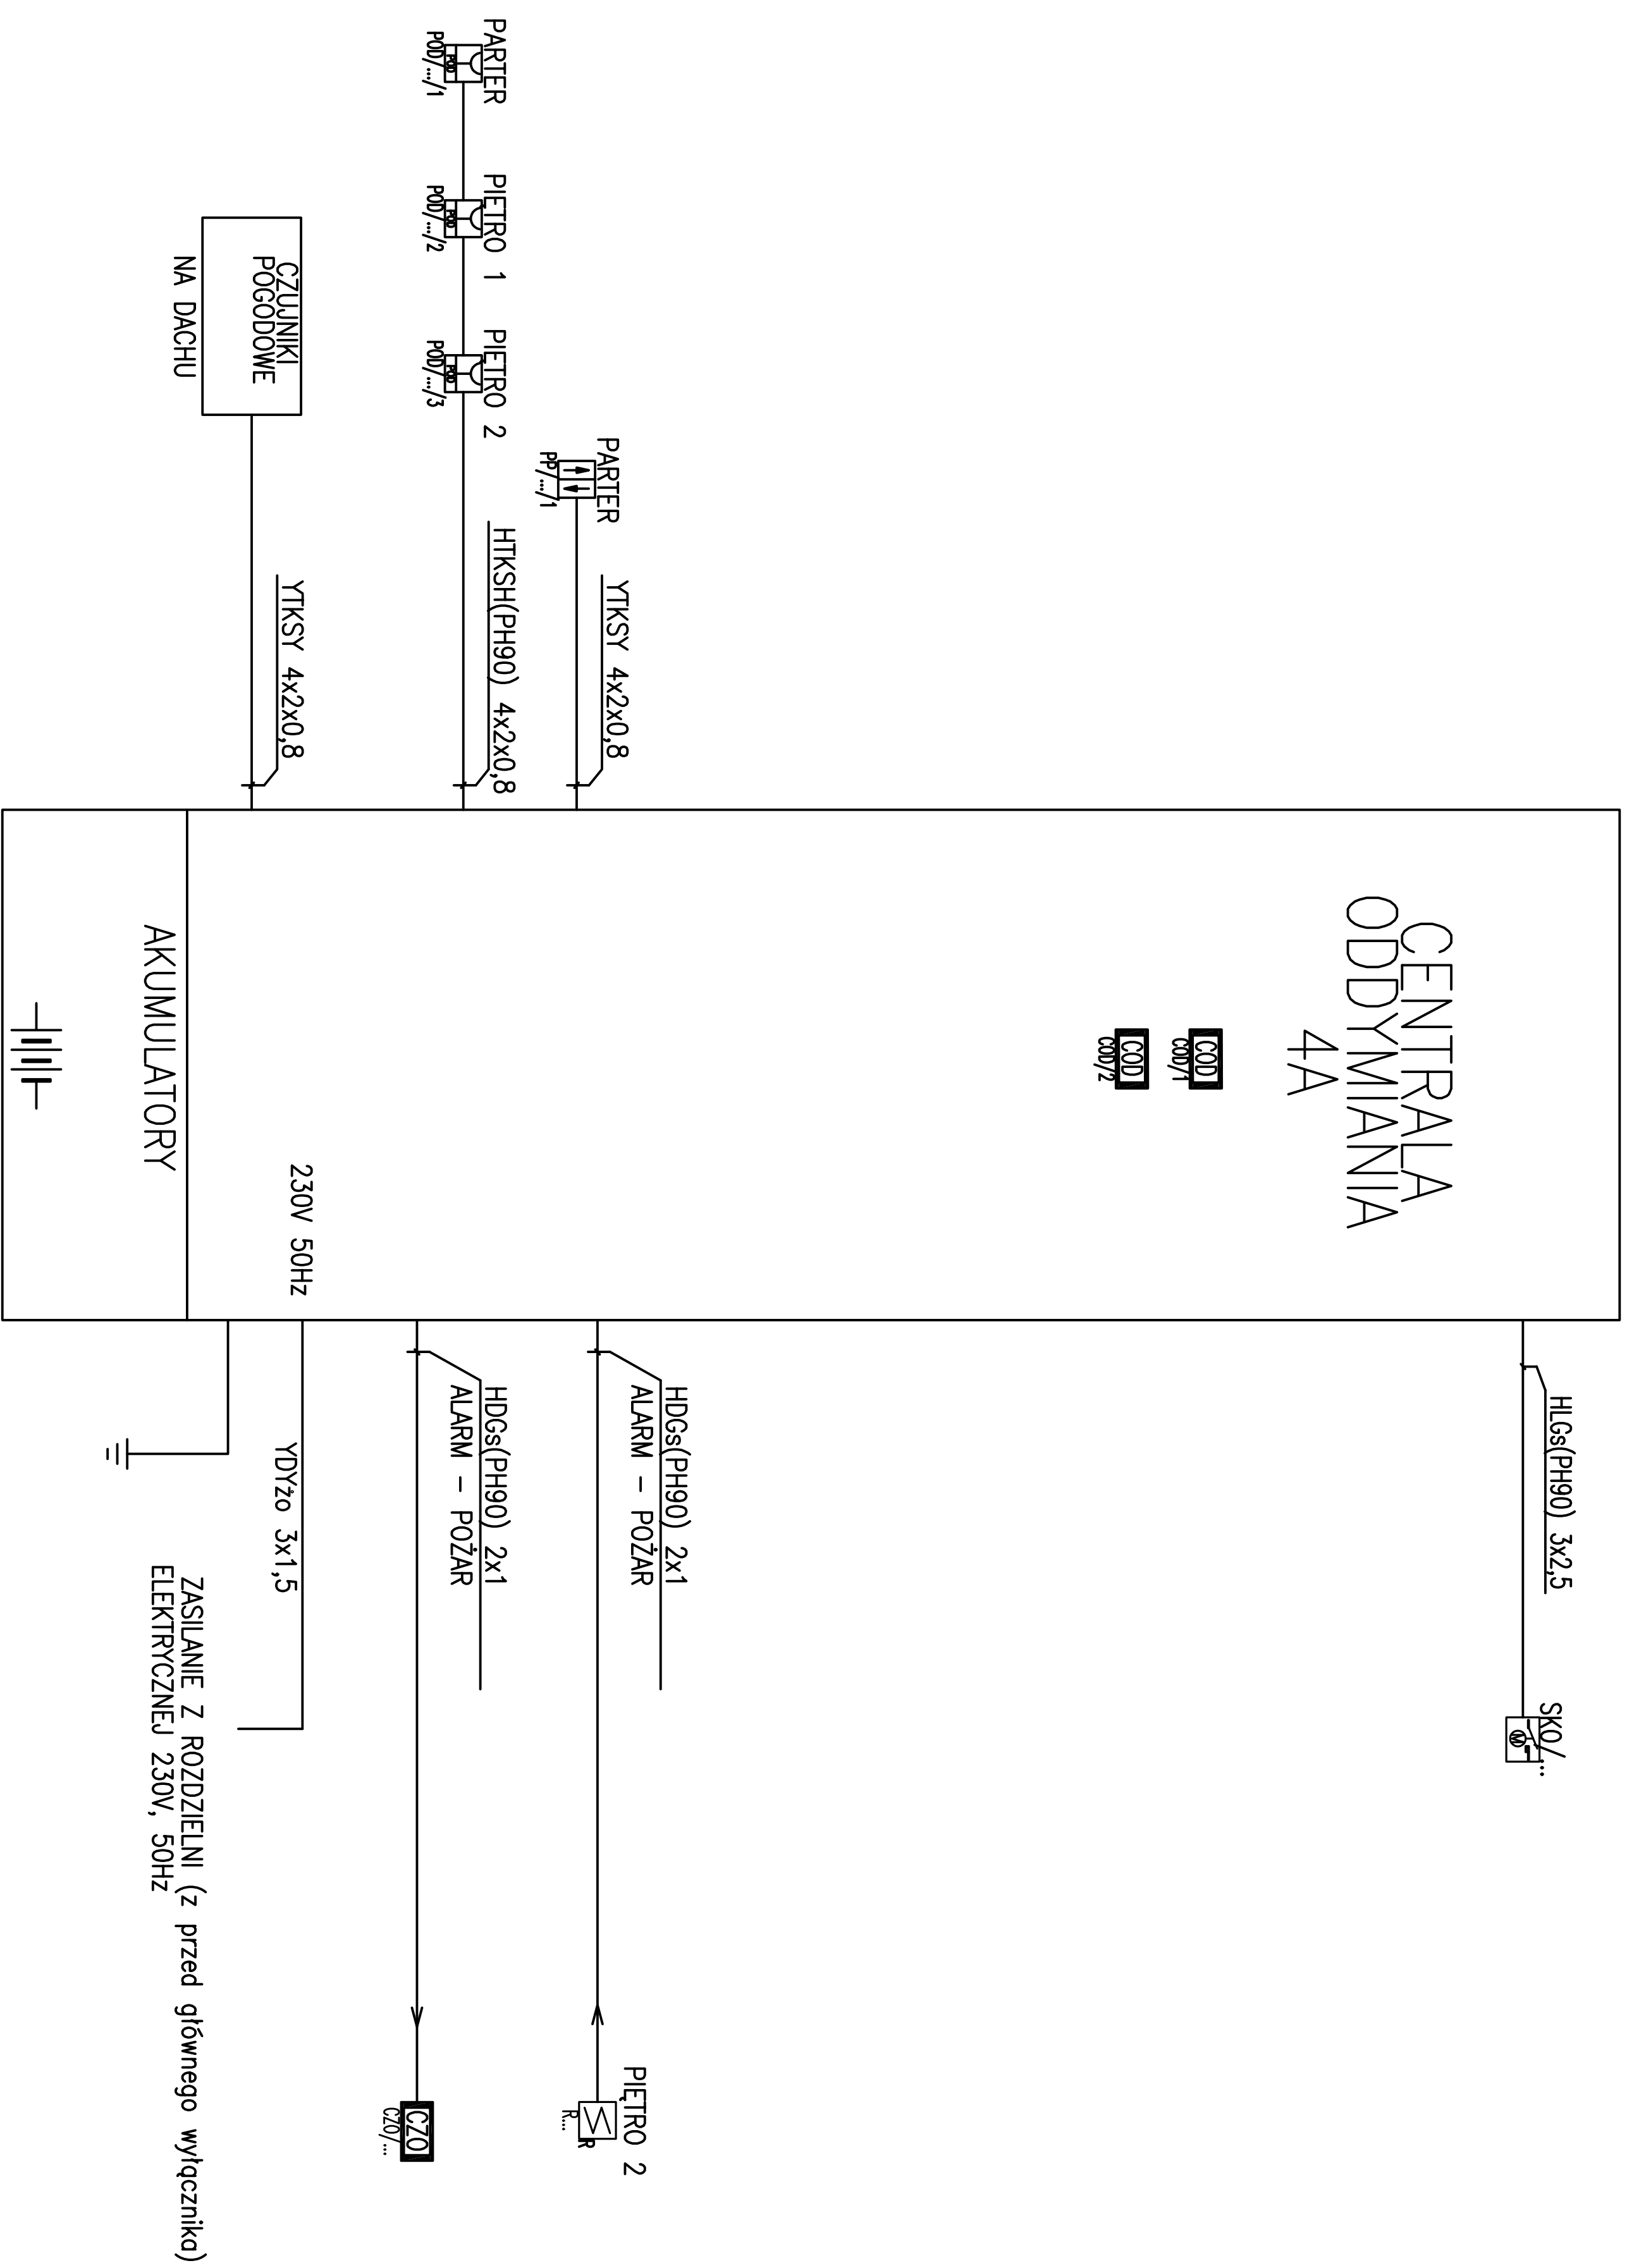 CENTRALA
ODDYMIANIA
4A
COD
COD/1
COD
COD/2
HLGs(PH90) 3x2,5
SKO/...
M
PARTER
PP/.../1
YTKSY 4x2x0,8
HDGs(PH90) 2x1
ALARM – POŻAR
PIĘTRO 2
R
R...
PARTER
POD
POD/.../1
PIĘTRO 1
POD
POD/.../2
PIĘTRO 2
POD
POD/.../3
HTKSH(PH90) 4x2x0,8
HDGs(PH90) 2x1
ALARM – POŻAR
CZO
CZO/...
CZUJNIKI
POGODOWE
NA DACHU
YTKSY 4x2x0,8
230V 50Hz
YDYżo 3x1,5
AKUMULATORY
ZASILANIE Z ROZDZIELNI (z przed głównego wyłącznika)
ELEKTRYCZNEJ 230V, 50Hz